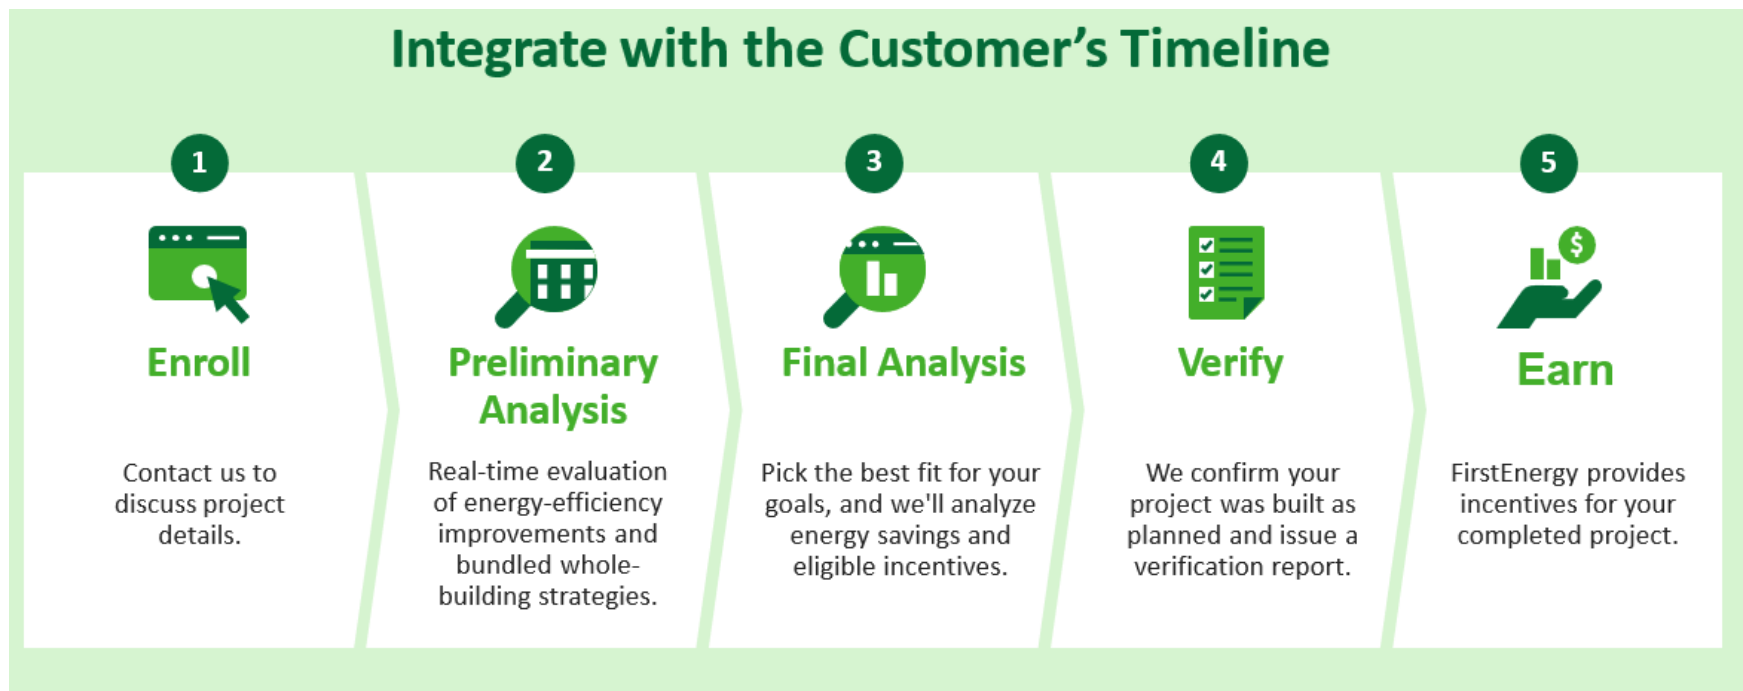 Integrate with the Customer’s Timeline
1
2
3
4
5
Enroll
Contact us to
discuss project
details.
Preliminary
Analysis
Real-time evaluation
of energy-efficiency
improvements and
bundled whole-
building strategies.
Final Analysis
Pick the best fit for your
goals, and we'll analyze
energy savings and
eligible incentives.
Verify
We confirm your
project was built as
planned and issue a
verification report.
$
Earn
FirstEnergy provides
incentives for your
completed project.